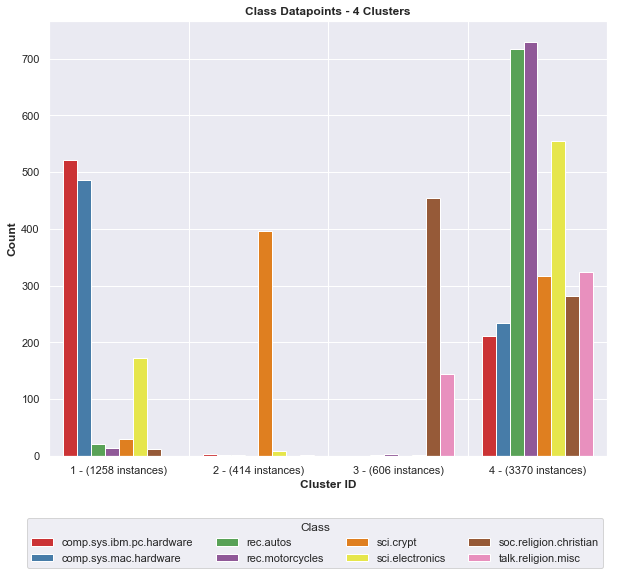 Class Datapoints - 4 Clusters
700
600
500
400
300
200
100
0
Count
1 - (1258 instances) 2 - (414 instances) 3 - (606 instances) 4 - (3370 instances)
Cluster ID
Class
comp.sys.ibm.pc.hardware rec.autos sci.crypt soc.religion.christian
comp.sys.mac.hardware rec.motorcycles sci.electronics talk.religion.misc